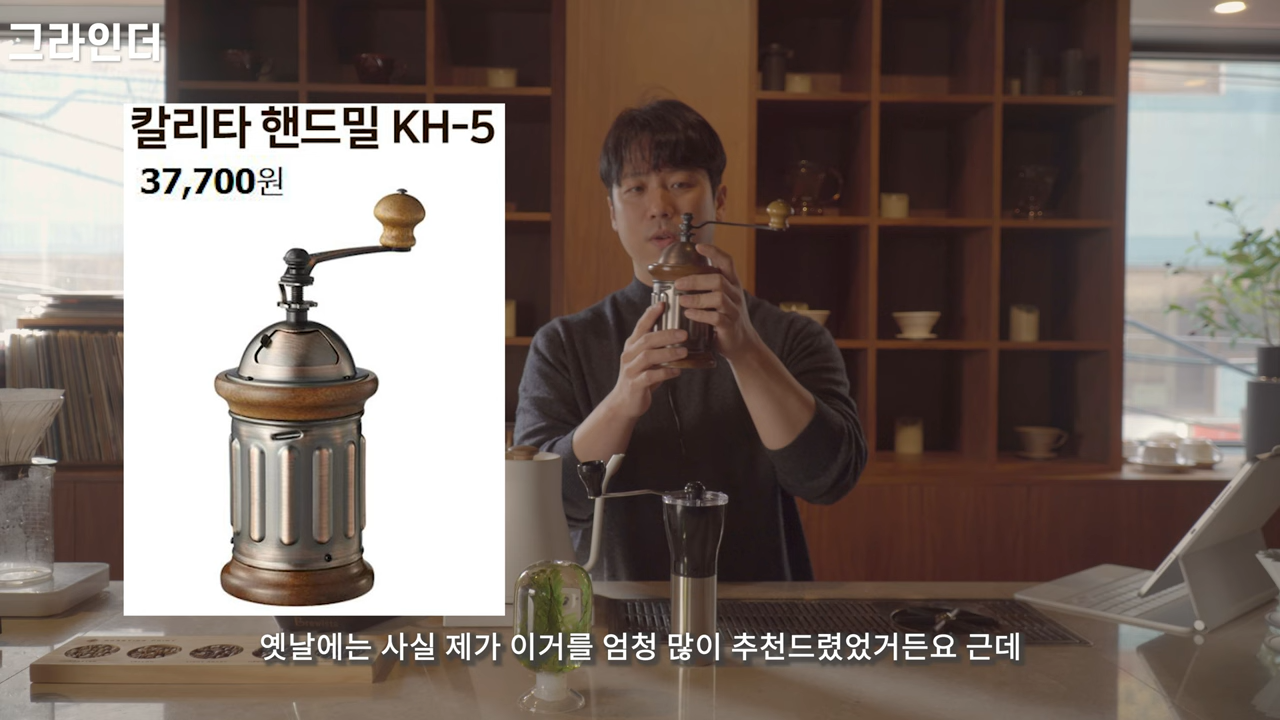 그라인더
칼리타 핸드밀 KH-5
37,700원
옛날에는 사실 제가 이거를 엄청 많이 추천드렸었거든요 근데